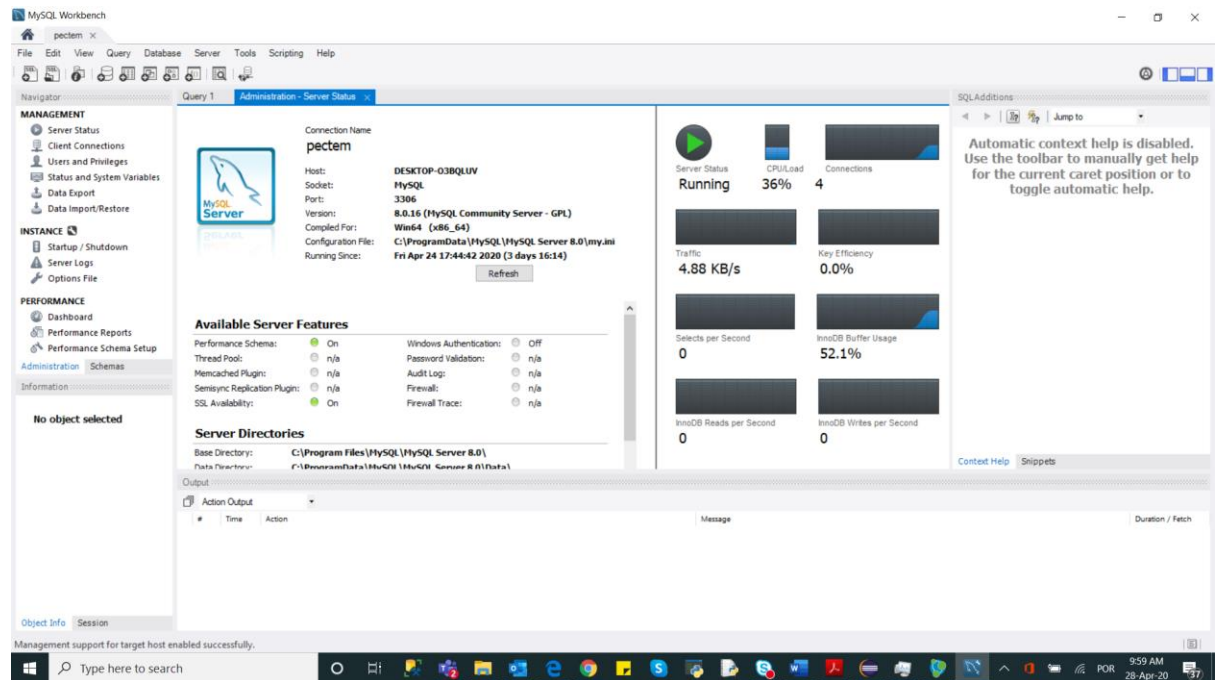 MySQL Workbench
pectem
File Edit View Query Database Server Tools Scripting Help
Navigator
MANAGEMENT
Server Status
Client Connections
Users and Privileges
Status and System Variables
Data Export
Data Import/Restore
INSTANCE
Startup / Shutdown
Server Logs
Options File
PERFORMANCE
Dashboard
Performance Reports
Performance Schema Setup
Administration Schemas
Information
No object selected
Object Info Session
Query 1 Administration - Server Status
MySQL
Server
Connection Name
pectem
Host: DESKTOP-03BQLUV
Socket: MySQL
Port: 3306
Version: 8.0.16 (MySQL Community Server - GPL)
Compiled For: Win64 (x86_64)
Configuration File: C:\ProgramData\MySQL\MySQL Server 8.0\my.ini
Running Since: Fri Apr 24 17:44:42 2020 (3 days 16:14)
Refresh
Available Server Features
Performance Schema: On Windows Authentication: Off
Thread Pool: n/a Password Validation: n/a
Memcached Plugin: n/a Audit Log: n/a
Semisync Replication Plugin: n/a Firewall: n/a
SSL Availability: On Firewall Trace: n/a
Server Directories
Base Directory: C:\Program Files\MySQL\MySQL Server 8.0\
Data Directory: C:\ProgramData\MySQL\MySQL Server 8.0\Data\
Server Status CPU/Load Connections
Running 36% 4
Traffic Key Efficiency
4.88 KB/s 0.0%
Selects per Second InnoDB Buffer Usage
0 52.1%
InnoDB Reads per Second InnoDB Writes per Second
0 0
SQLAdditions
Jump to
Automatic context help is disabled.
Use the toolbar to manually get help
for the current caret position or to
toggle automatic help.
Context Help Snippets
Output
Action Output
# Time Action Message Duration / Fetch
Management support for target host enabled successfully.
Type here to search
POR
9:59 AM
28-Apr-20
37